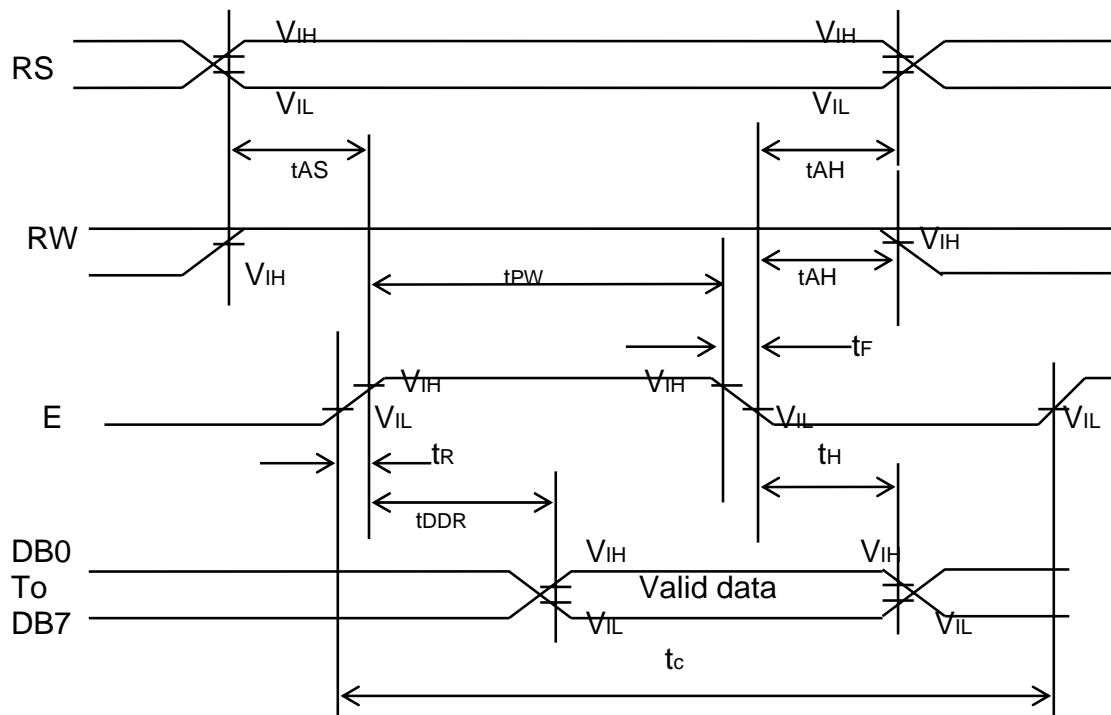 VIH VIH
RS
VIL VIL
tAS tAH
RW VIH
VIH tPW tAH
tF
VIH VIH
E VIL VIL VIL
tR tH
tDDR
DB0 VIH VIH
To Valid data
DB7 VIL VIL
tc